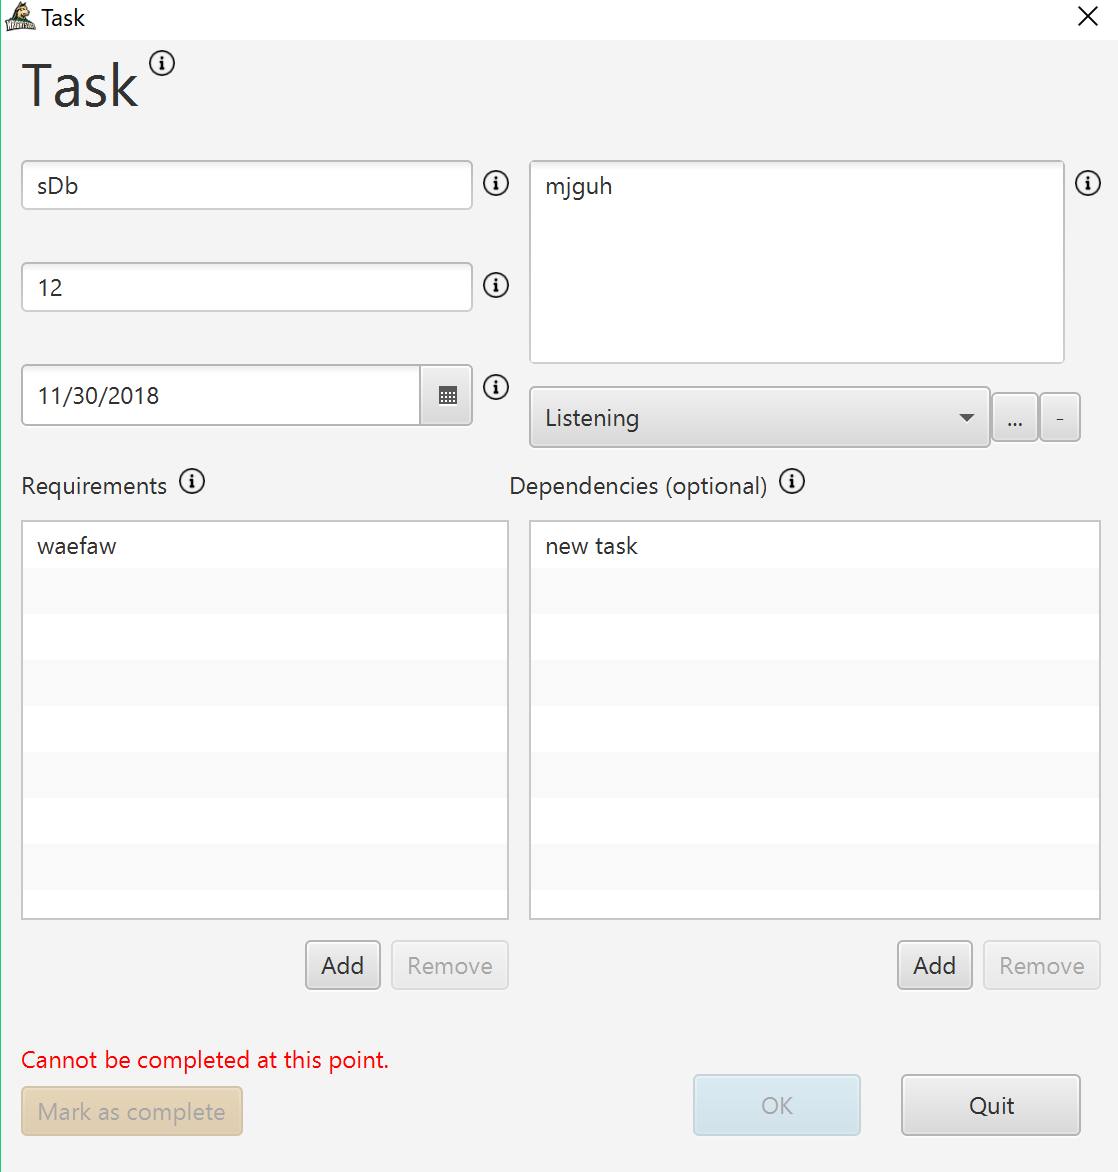 Task
Task
sDb
mjguh
12
11/30/2018
Listening
...
-
Requirements
Dependencies (optional)
waefaw
new task
Add
Remove
Add
Remove
Cannot be completed at this point.
Mark as complete
OK
Quit